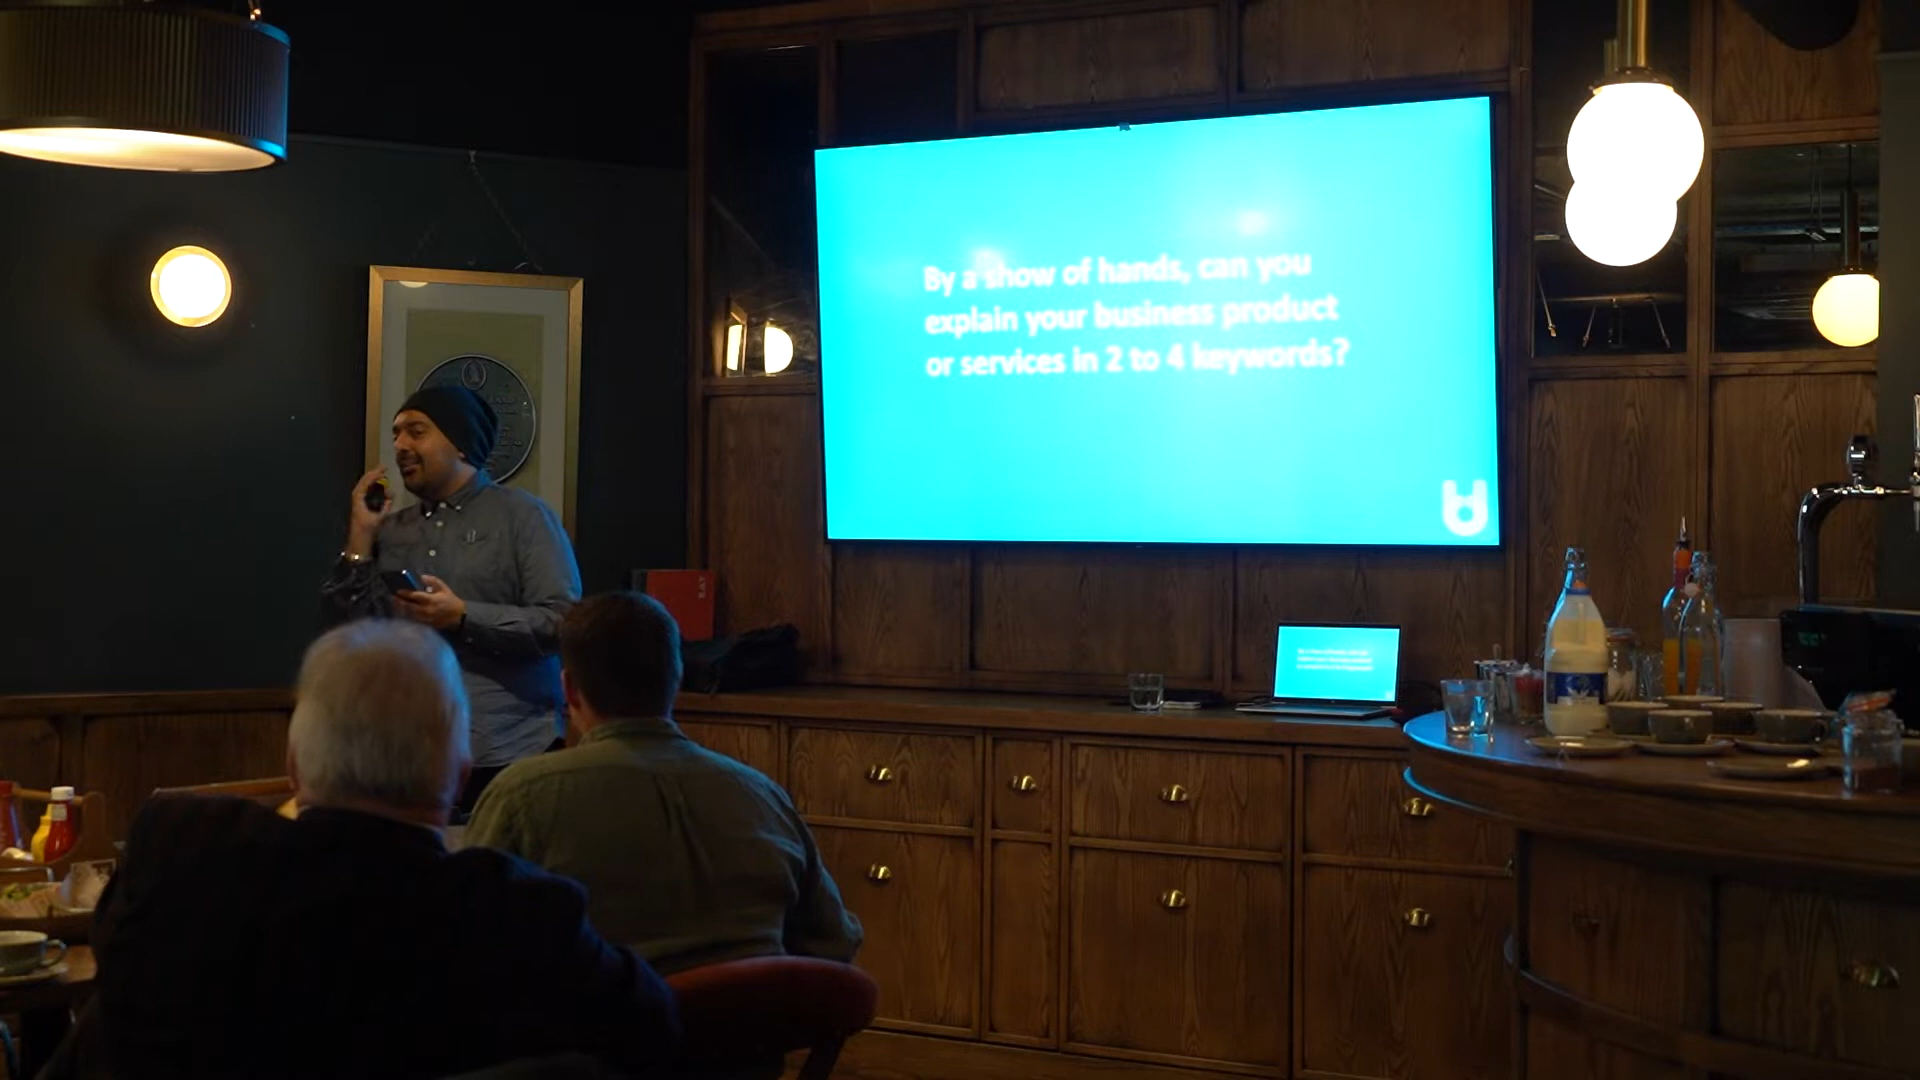 By a show of hands, can you
explain your business product
or services in 2 to 4 keywords?